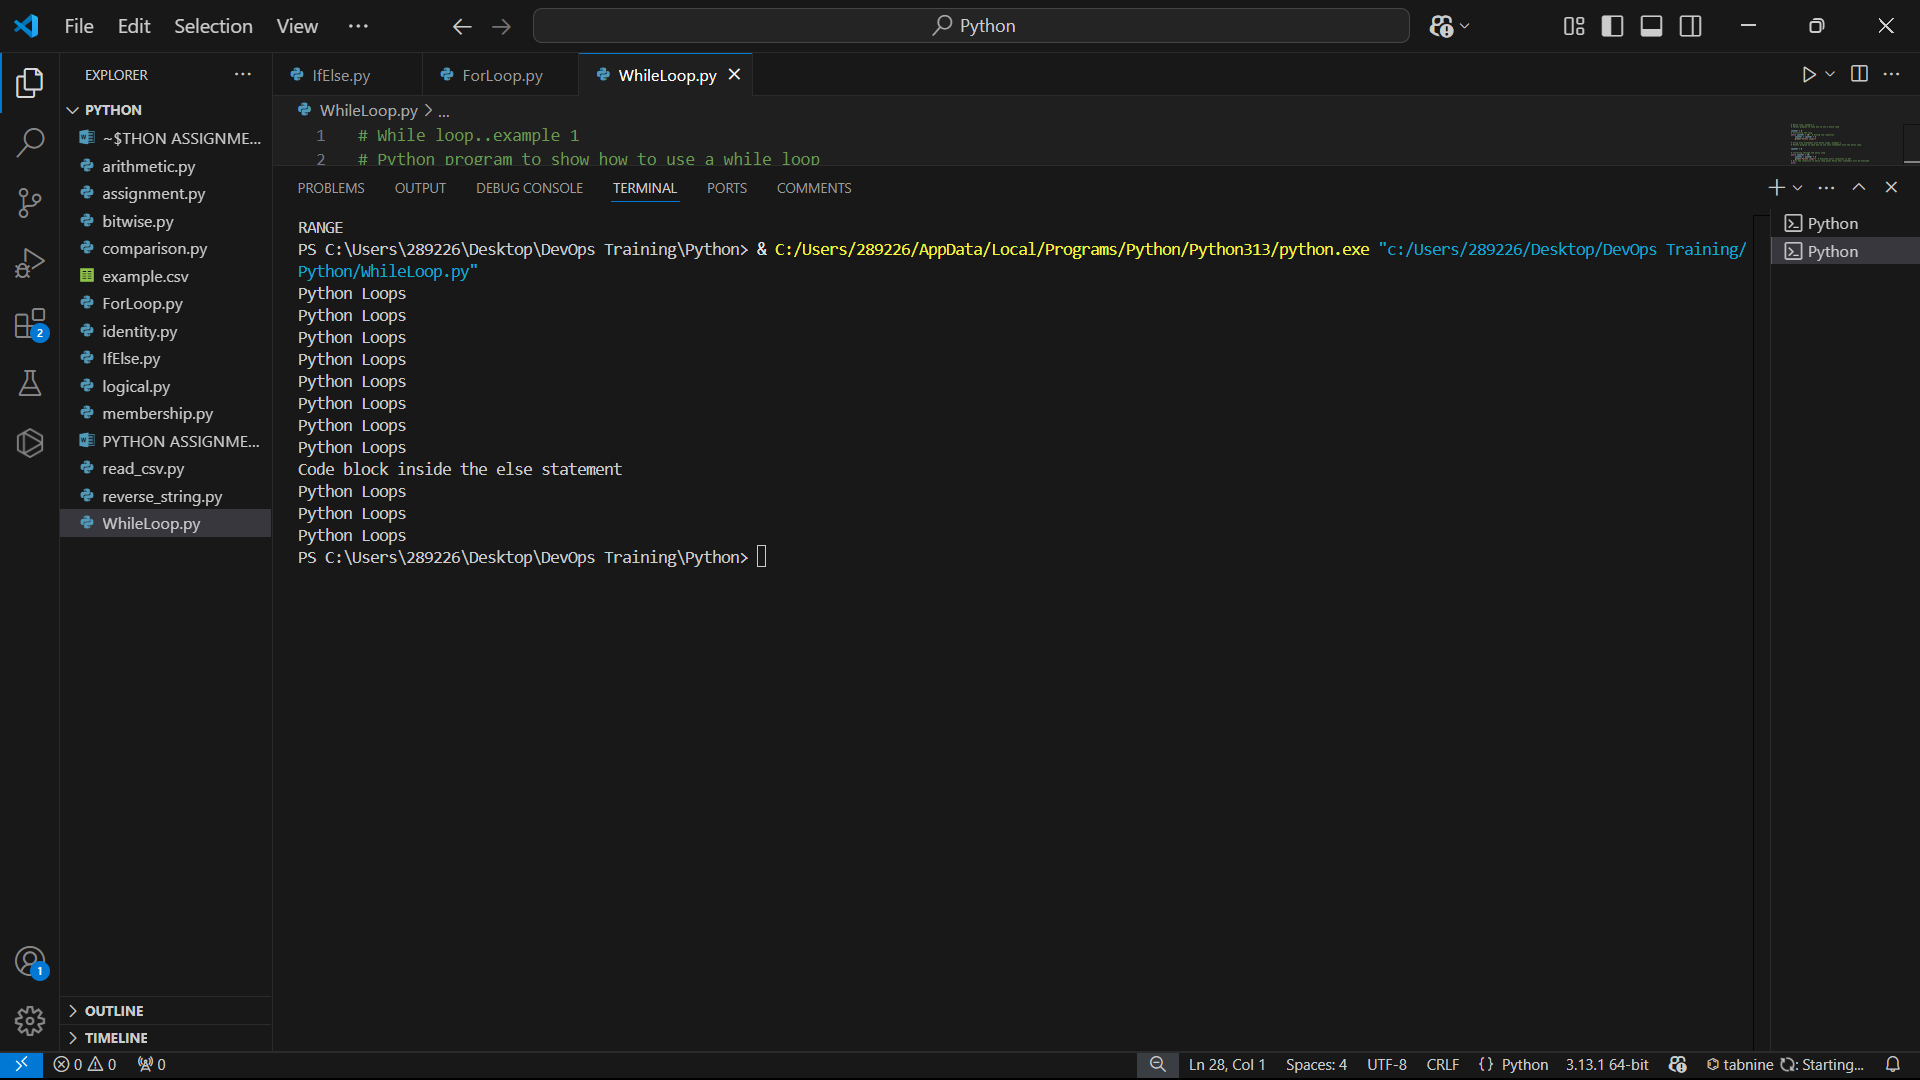 File Edit Selection View ...
Python
EXPLORER
PYTHON
~$THON ASSIGNME...
arithmetic.py
assignment.py
bitwise.py
comparison.py
example.csv
ForLoop.py
identity.py
IfElse.py
logical.py
membership.py
PYTHON ASSIGNME...
read_csv.py
reverse_string.py
WhileLoop.py
OUTLINE
TIMELINE
2
1
IfElse.py ForLoop.py WhileLoop.py
WhileLoop.py > ...
1 # While loop..example 1
2 # Python program to show how to use a while loop
PROBLEMS OUTPUT DEBUG CONSOLE TERMINAL PORTS COMMENTS
RANGE
PS C:\Users\289226\Desktop\DevOps Training\Python> & C:/Users/289226/AppData/Local/Programs/Python/Python313/python.exe "c:/Users/289226/Desktop/DevOps Training/
Python/WhileLoop.py"
Python Loops
Python Loops
Python Loops
Python Loops
Python Loops
Python Loops
Python Loops
Python Loops
Code block inside the else statement
Python Loops
Python Loops
Python Loops
PS C:\Users\289226\Desktop\DevOps Training\Python>
Python
Python
0 0 0
Ln 28, Col 1 Spaces: 4 UTF-8 CRLF {} Python 3.13.1 64-bit tabnine : Starting...